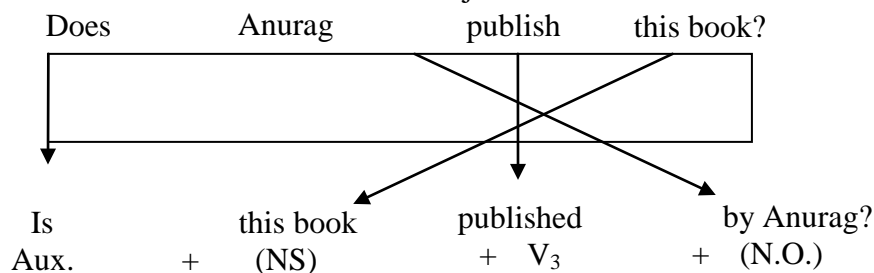 Does Anurag publish this book?
Is this book published by Anurag?
Aux. + (NS) + V₃ + (N.O.)